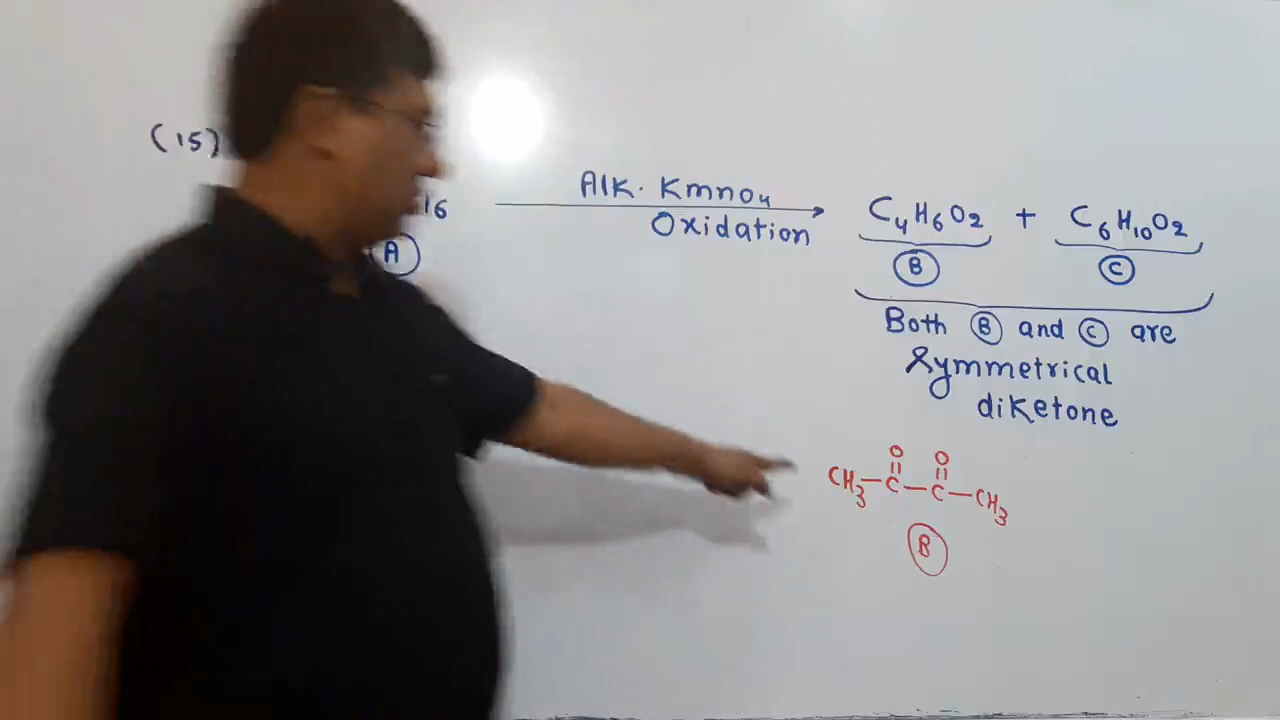 (15)
16
Alk. Kmno4
Oxidation
C4H6O2 + C6H10O2
A
B C
Both B and C are
Symmetrical
diketone
O O
|| ||
CH3—C—C—CH3
B